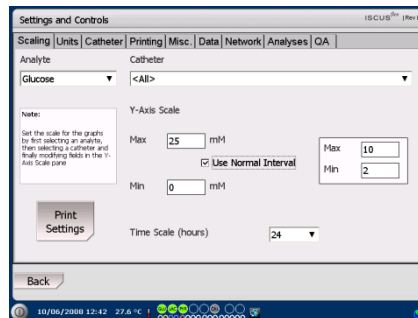 Settings and Controls
ISCUS flex | Rev
Scaling Units Catheter Printing Misc. Data Network Analyses QA
Analyte Catheter
Glucose <All>
Note:
Set the scale for the graphs
by first selecting an analyte,
then selecting a catheter and
finally modifying fields in the Y-
Axis Scale pane
Y-Axis Scale
Max 25 mM
Use Normal Interval
Min 0 mM
Max 10
Min 2
Print
Settings
Time Scale (hours) 24
Back
10/06/2008 12:42 27.6 °C